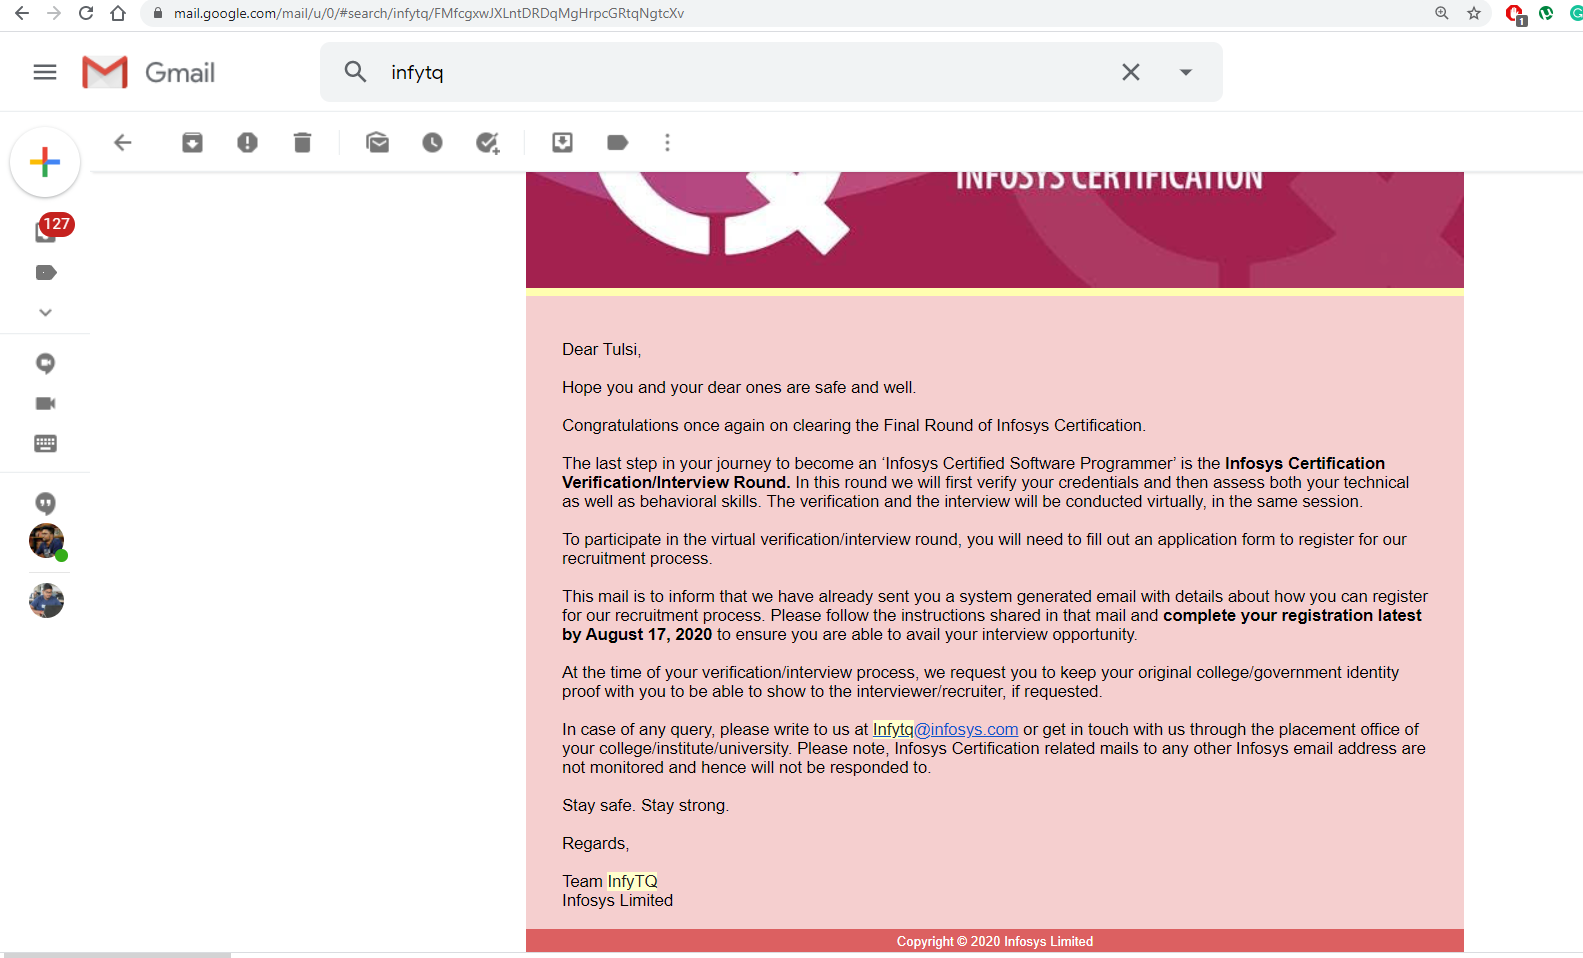 mail.google.com/mail/u/0/#search/infytq/FMfcgxwJXLntDRDqMgHrpcGRtqNgtcXv
1
Gmail
infytq
127
INFOSYS CERTIFICATION
Dear Tulsi,
Hope you and your dear ones are safe and well.
Congratulations once again on clearing the Final Round of Infosys Certification.
The last step in your journey to become an ‘Infosys Certified Software Programmer’ is the Infosys Certification
Verification/Interview Round. In this round we will first verify your credentials and then assess both your technical
as well as behavioral skills. The verification and the interview will be conducted virtually, in the same session.
To participate in the virtual verification/interview round, you will need to fill out an application form to register for our
recruitment process.
This mail is to inform that we have already sent you a system generated email with details about how you can register
for our recruitment process. Please follow the instructions shared in that mail and complete your registration latest
by August 17, 2020 to ensure you are able to avail your interview opportunity.
At the time of your verification/interview process, we request you to keep your original college/government identity
proof with you to be able to show to the interviewer/recruiter, if requested.
In case of any query, please write to us at Infytq@infosys.com or get in touch with us through the placement office of
your college/institute/university. Please note, Infosys Certification related mails to any other Infosys email address are
not monitored and hence will not be responded to.
Stay safe. Stay strong.
Regards,
Team InfyTQ
Infosys Limited
Copyright © 2020 Infosys Limited